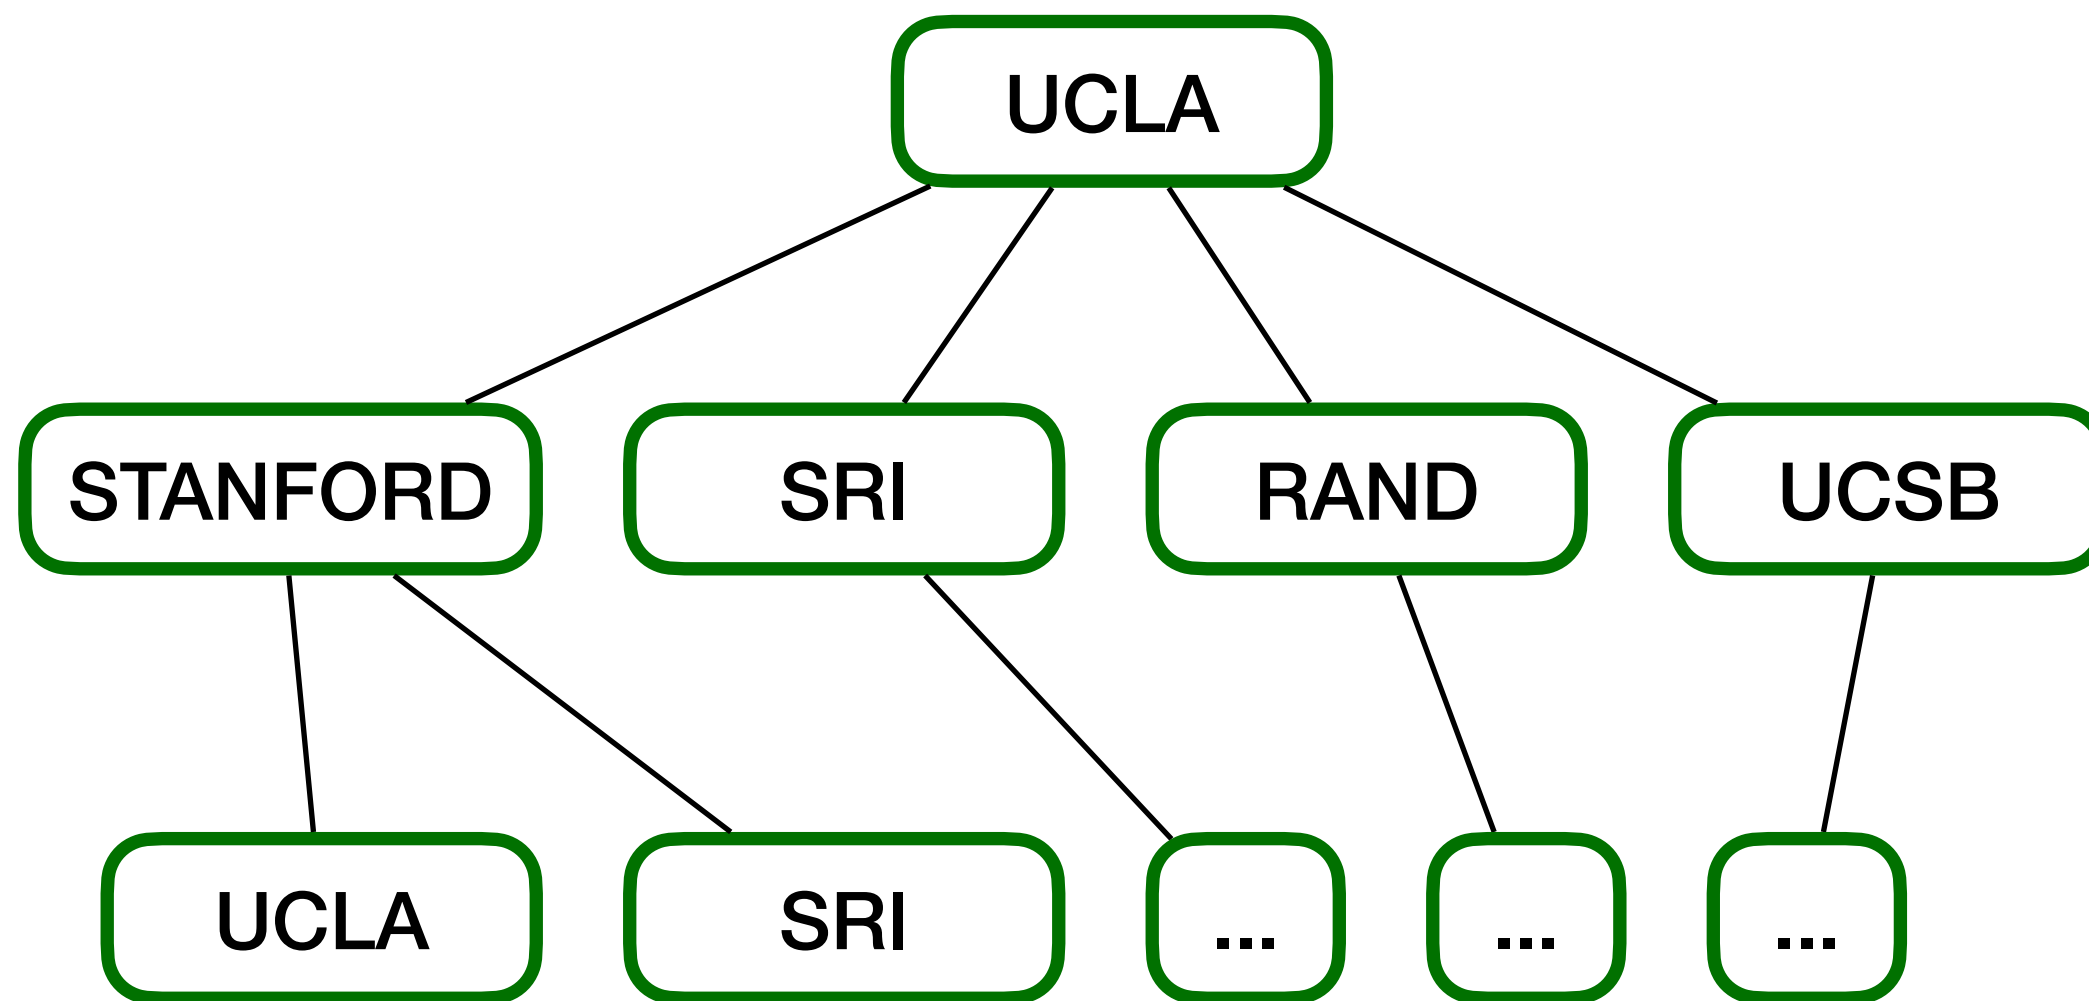 UCLA
STANFORD
SRI
RAND
UCSB
UCLA
SRI
...
...
...